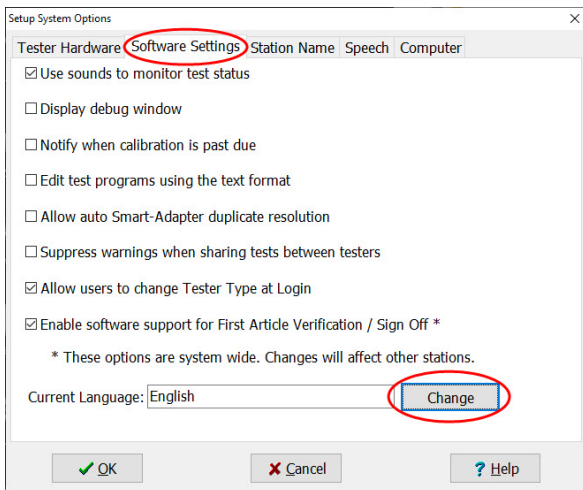 Setup System Options
Tester Hardware Software Settings Station Name Speech Computer
Use sounds to monitor test status
Display debug window
Notify when calibration is past due
Edit test programs using the text format
Allow auto Smart-Adapter duplicate resolution
Suppress warnings when sharing tests between testers
Allow users to change Tester Type at Login
Enable software support for First Article Verification / Sign Off *
* These options are system wide. Changes will affect other stations.
Current Language: English Change
OK Cancel ? Help